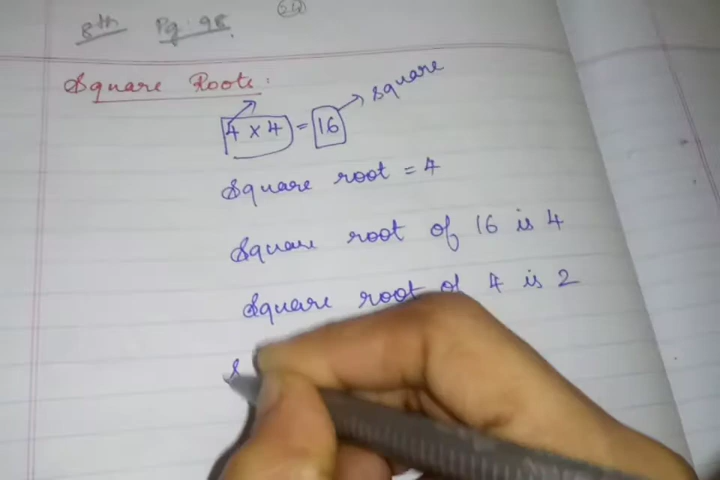 8th Pg. 98.
Square Roots:
4 × 4 = 16 square
Square root = 4
Square root of 16 is 4
Square root of 4 is 2
S